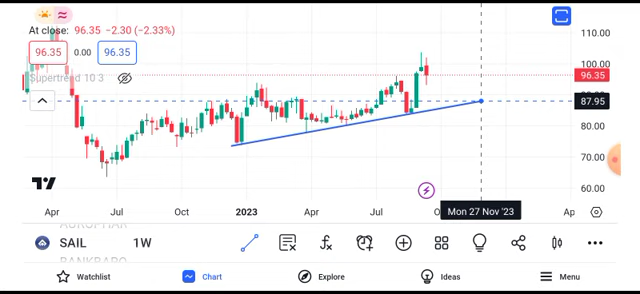 110.00
At close: 96.35 −2.30 (−2.33%)
96.35 0.00 96.35
100.00
96.35
Supertrend 10 3
87.95
80.00
70.00
60.00
Apr Jul Oct 2023 Apr Jul O Mon 27 Nov '23 Ap
SAIL 1W
Watchlist Chart Explore Ideas Menu